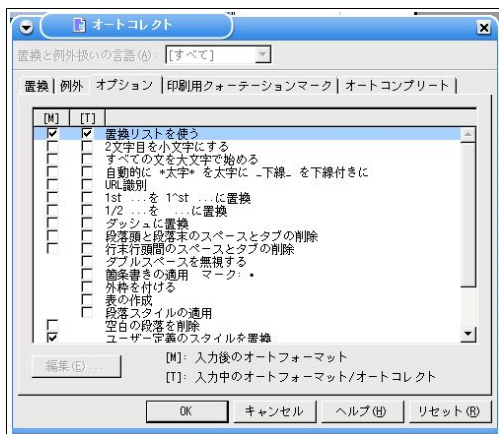 オートコレクト
置換と例外扱いの言語(A): [すべて]
置換 例外 オプション 印刷用クォーテーションマーク オートコンプリート
[M] [T]
置換リストを使う
2文字目を小文字にする
すべての文を大文字で始める
自動的に *太字* を太字に _下線_ を下線付きに
URL識別
1st ...を 1^st ...に置換
1/2 ...を ...に置換
ダッシュに置換
段落頭と段落末のスペースとタブの削除
行末行頭間のスペースとタブの削除
ダブルスペースを無視する
箇条書きの適用 マーク: •
外枠を付ける
表の作成
段落スタイルの適用
空白の段落を削除
ユーザー定義のスタイルを置換
編集(E)...
[M]: 入力後のオートフォーマット
[T]: 入力中のオートフォーマット/オートコレクト
OK キャンセル ヘルプ(H) リセット(R)